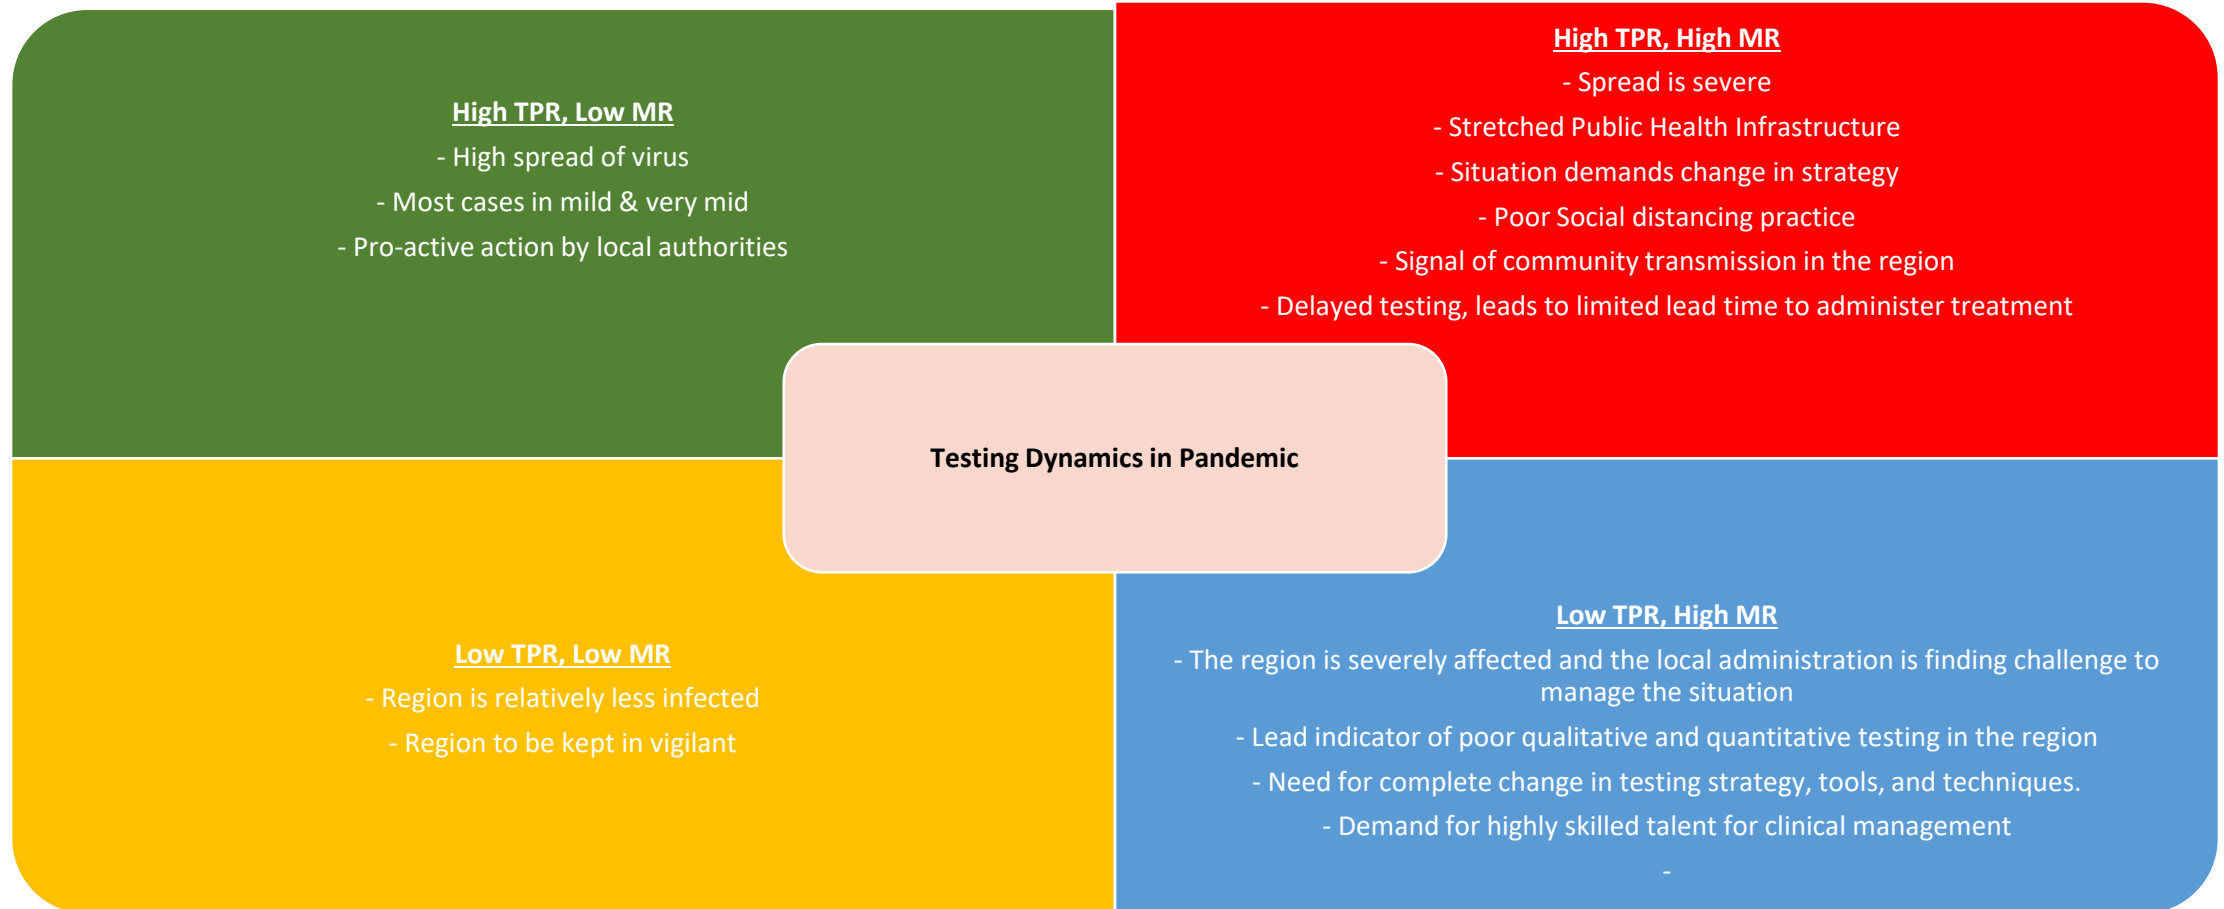 High TPR, Low MR
- High spread of virus
- Most cases in mild & very mid
- Pro-active action by local authorities
High TPR, High MR
- Spread is severe
- Stretched Public Health Infrastructure
- Situation demands change in strategy
- Poor Social distancing practice
- Signal of community transmission in the region
- Delayed testing, leads to limited lead time to administer treatment
Testing Dynamics in Pandemic
Low TPR, Low MR
- Region is relatively less infected
- Region to be kept in vigilant
Low TPR, High MR
- The region is severely affected and the local administration is finding challenge to
manage the situation
- Lead indicator of poor qualitative and quantitative testing in the region
- Need for complete change in testing strategy, tools, and techniques.
- Demand for highly skilled talent for clinical management
-